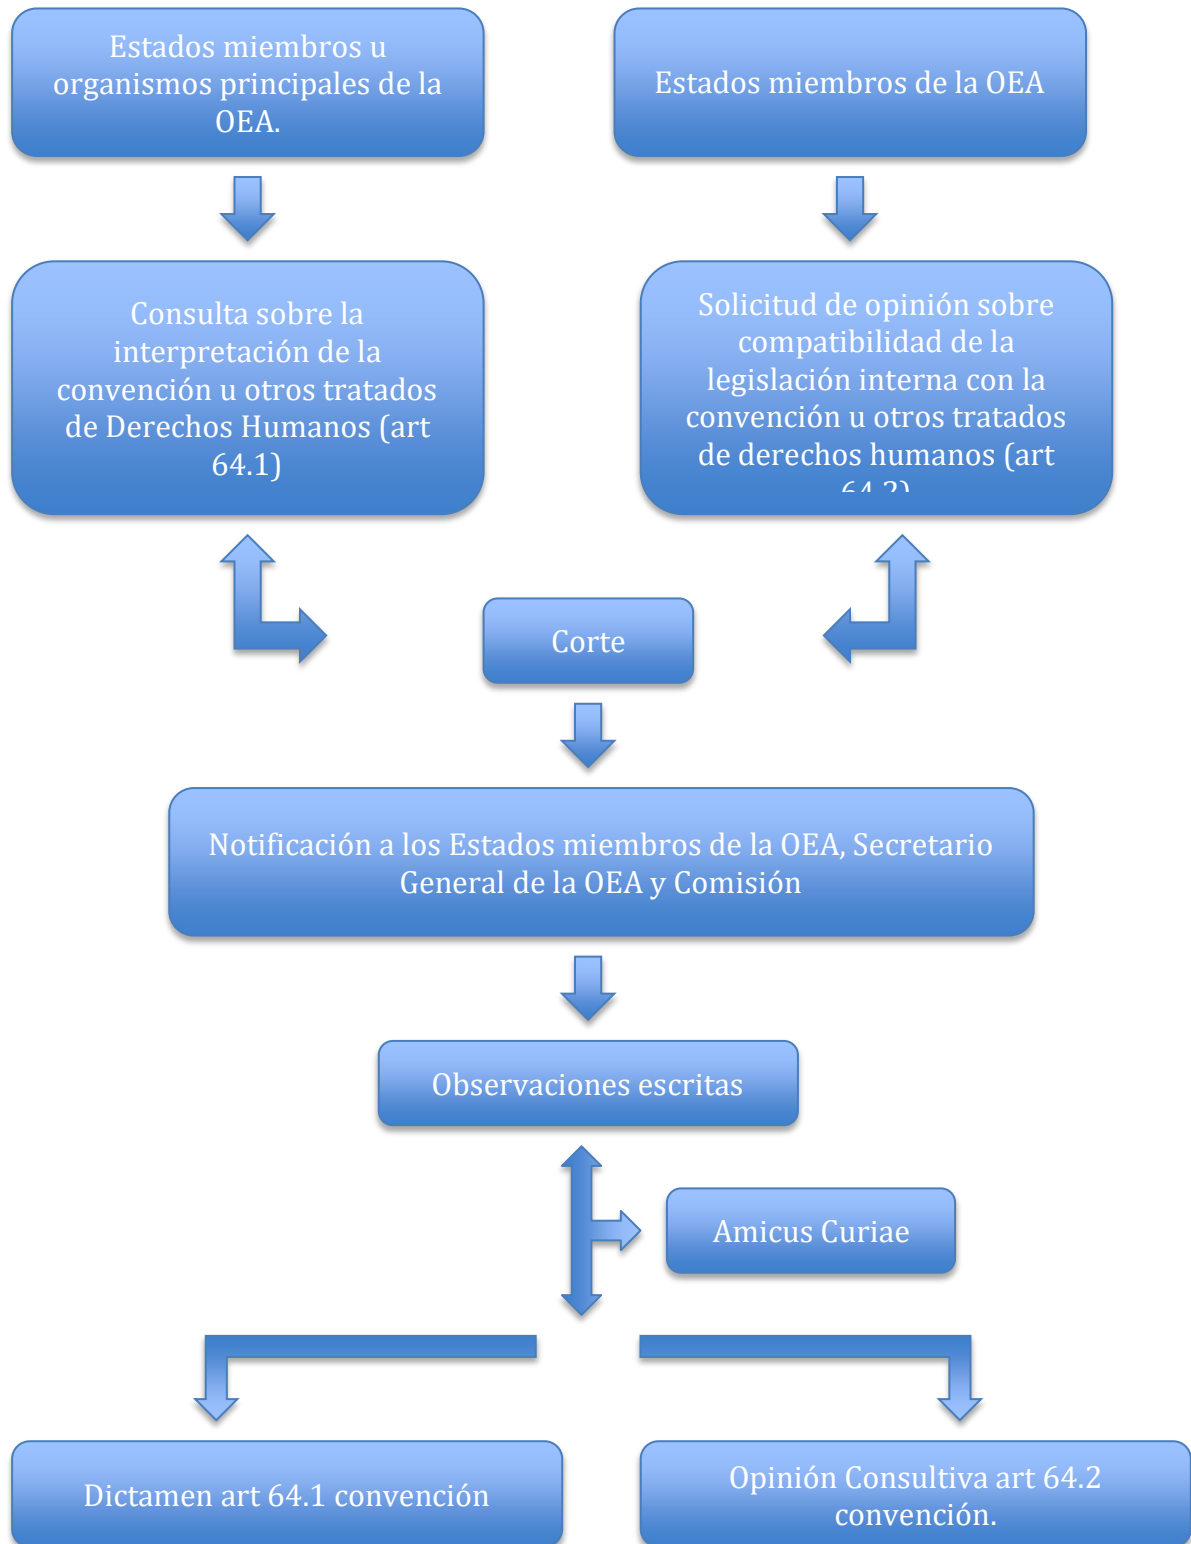 Estados miembros u
organismos principales de la
OEA.
Estados miembros de la OEA
Consulta sobre la
interpretación de la
convención u otros tratados
de Derechos Humanos (art
64.1)
Solicitud de opinión sobre
compatibilidad de la
legislación interna con la
convención u otros tratados
de derechos humanos (art
64.2)
Corte
Notificación a los Estados miembros de la OEA, Secretario
General de la OEA y Comisión
Observaciones escritas
Amicus Curiae
Dictamen art 64.1 convención
Opinión Consultiva art 64.2
convención.